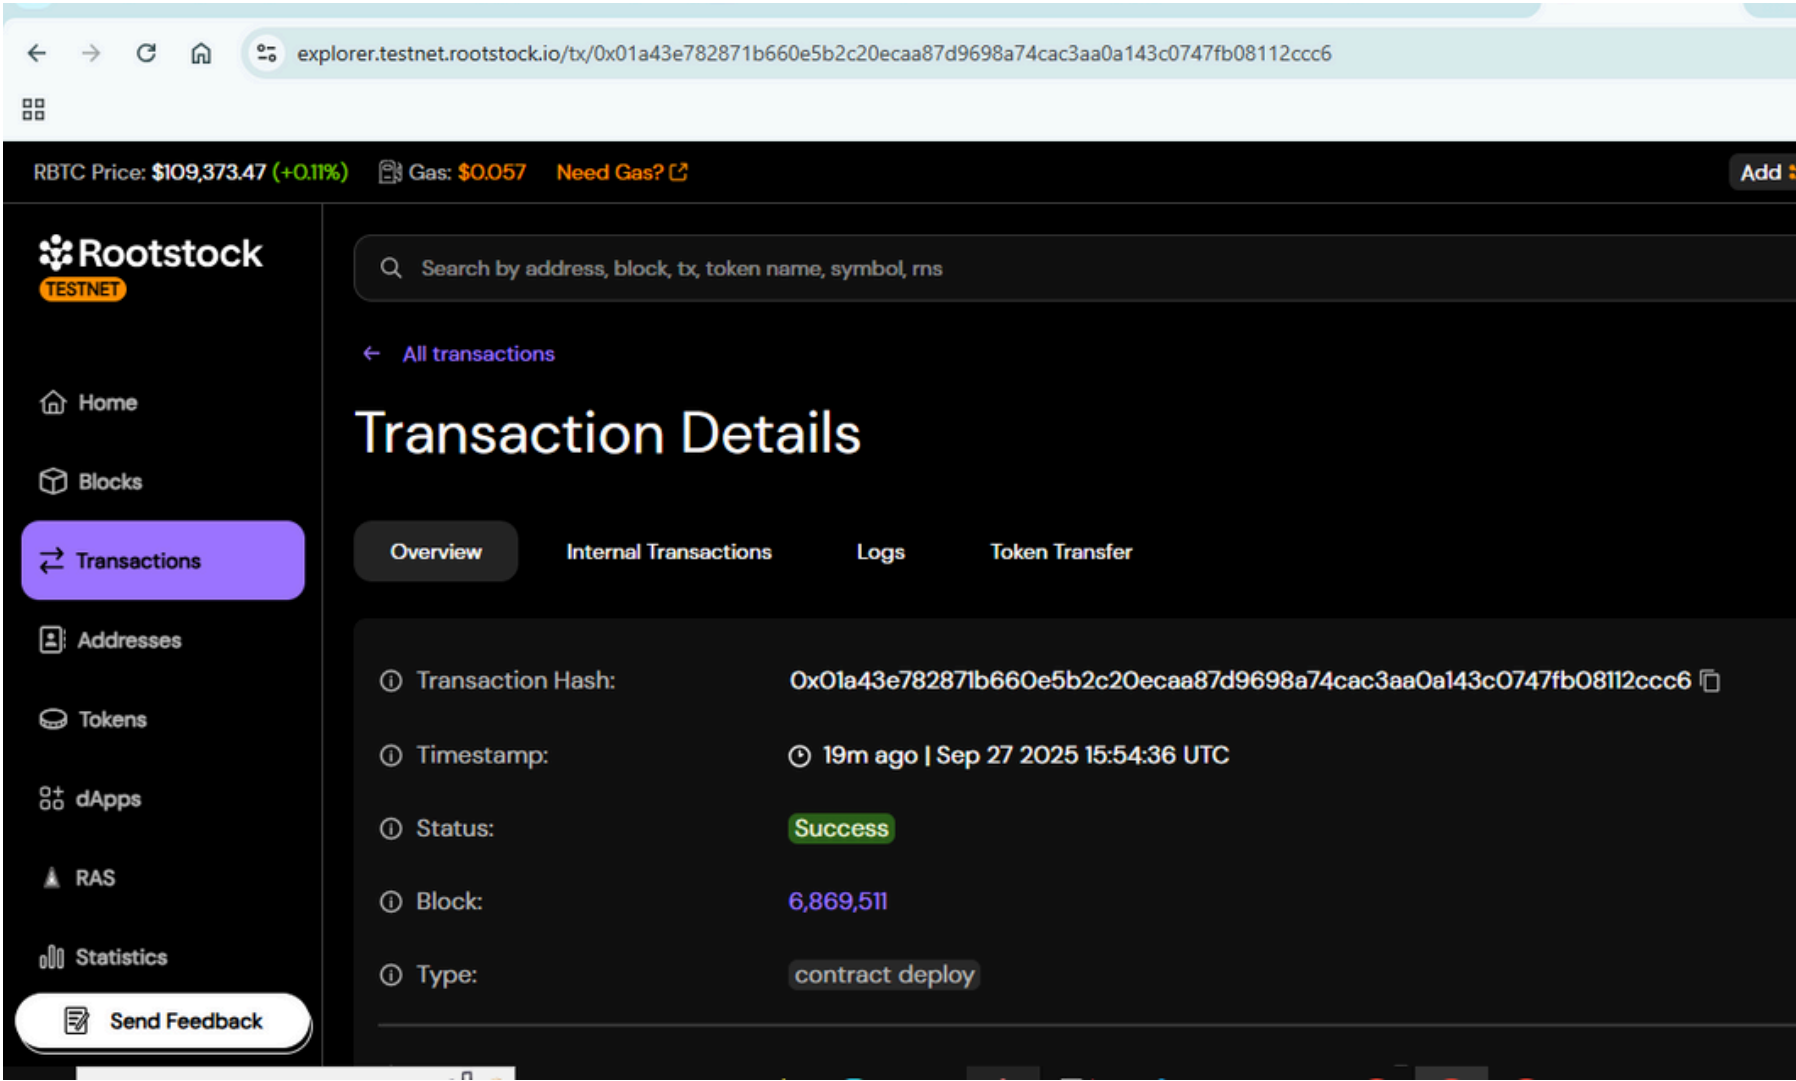 explorer.testnet.rootstock.io/tx/0x01a43e782871b660e5b2c20ecaa87d9698a74cac3aa0a143c0747fb08112ccc6
RBTC Price: $109,373.47 (+0.11%) Gas: $0.057 Need Gas? Add
Rootstock
TESTNET
Search by address, block, tx, token name, symbol, rns
All transactions
Home
Transaction Details
Blocks
Transactions
Overview Internal Transactions Logs Token Transfer
Addresses
Transaction Hash: 0x01a43e782871b660e5b2c20ecaa87d9698a74cac3aa0a143c0747fb08112ccc6
Tokens
Timestamp: 19m ago | Sep 27 2025 15:54:36 UTC
dApps
Status: Success
RAS
Block: 6,869,511
Statistics
Type: contract deploy
Send Feedback